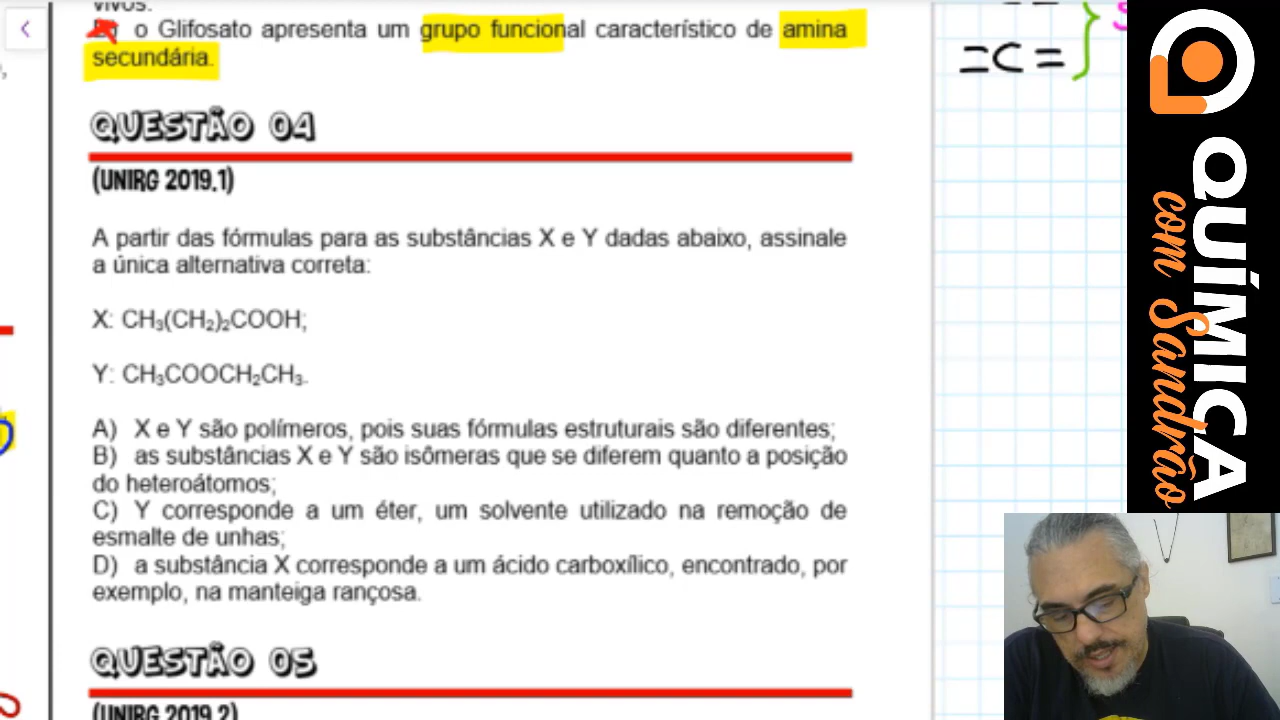 vivos.
o Glifosato apresenta um grupo funcional característico de amina
secundária.
=C=
QUESTÃO 04
(UNIRG 2019.1)
A partir das fórmulas para as substâncias X e Y dadas abaixo, assinale
a única alternativa correta:
X: CH₃(CH₂)₂COOH;
Y: CH₃COOCH₂CH₃.
A) X e Y são polímeros, pois suas fórmulas estruturais são diferentes;
B) as substâncias X e Y são isômeras que se diferem quanto a posição
do heteroátomos;
C) Y corresponde a um éter, um solvente utilizado na remoção de
esmalte de unhas;
D) a substância X corresponde a um ácido carboxílico, encontrado, por
exemplo, na manteiga rançosa.
QUESTÃO 05
(UNIRG 2019.2)
QUÍMICA
com Sandrão